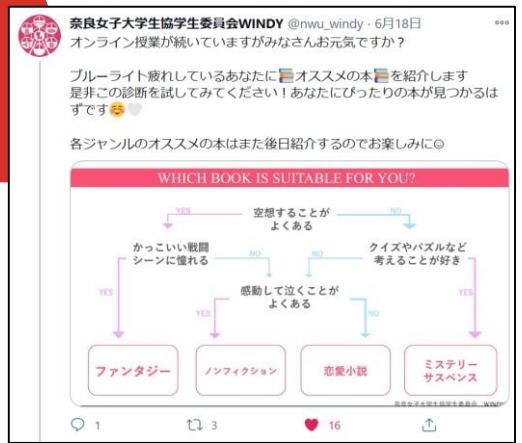 奈良女子大学生協学生委員会WINDY @nwu_windy・6月18日
オンライン授業が続いていますがみなさんお元気ですか？
ブルーライト疲れしているあなたに📚オススメの本📚を紹介します
是非この診断を試してみてください！あなたにぴったりの本が見つかるは
ずです☺️🤍
各ジャンルのオススメの本はまた後日紹介するのでお楽しみに☺
WHICH BOOK IS SUITABLE FOR YOU?
YES
空想することが
よくある
NO
かっこいい戦闘
シーンに憧れる
NO
NO
クイズやパズルなど
考えることが好き
YES
感動して泣くことが
よくある
YES
YES
NO
ファンタジー
ノンフィクション
恋愛小説
ミステリー
サスペンス
奈良女子大学生協学生委員会 WINDY
1
3
16